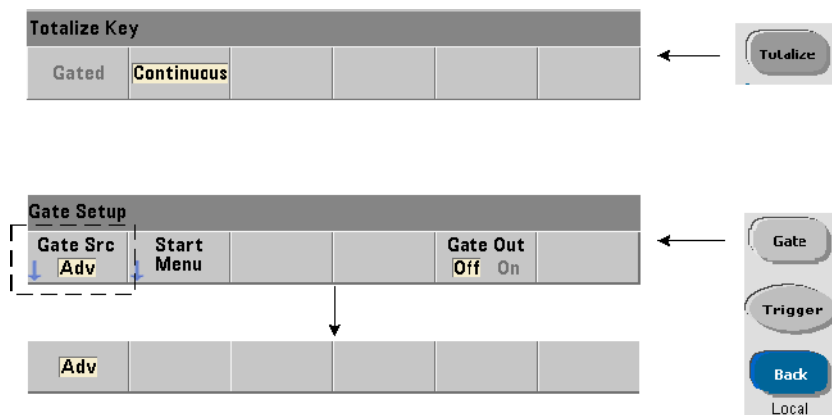 Totalize Key
Gated Continuous
Totalize
Gate Setup
Gate Src Start Gate Out
Adv Menu Off On
Gate
Trigger
Adv
Back
Local